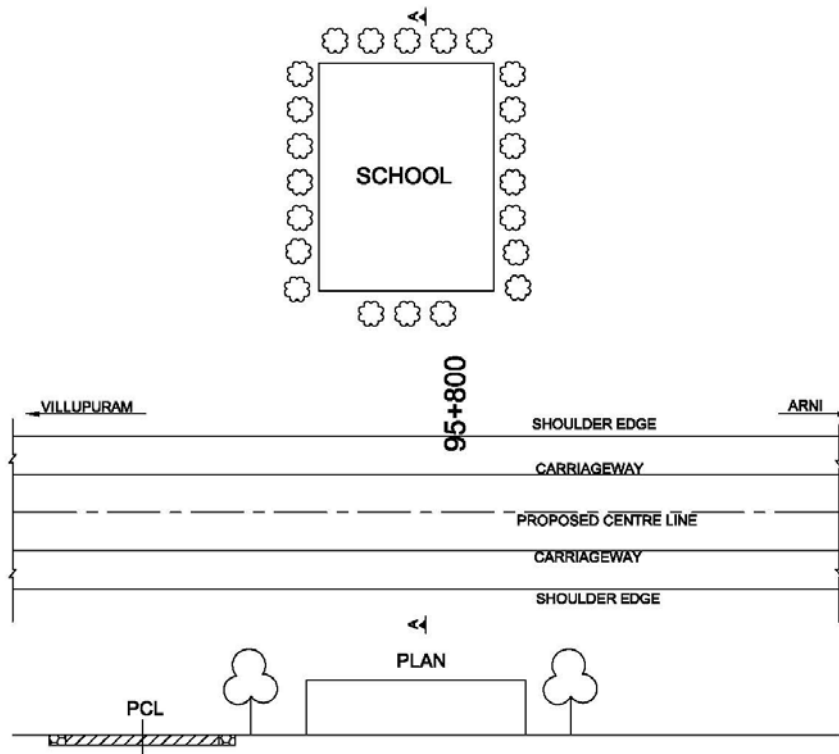 A
SCHOOL
95+800
VILLUPURAM
ARNI
SHOULDER EDGE
CARRIAGEWAY
PROPOSED CENTRE LINE
CARRIAGEWAY
SHOULDER EDGE
A
PLAN
PCL